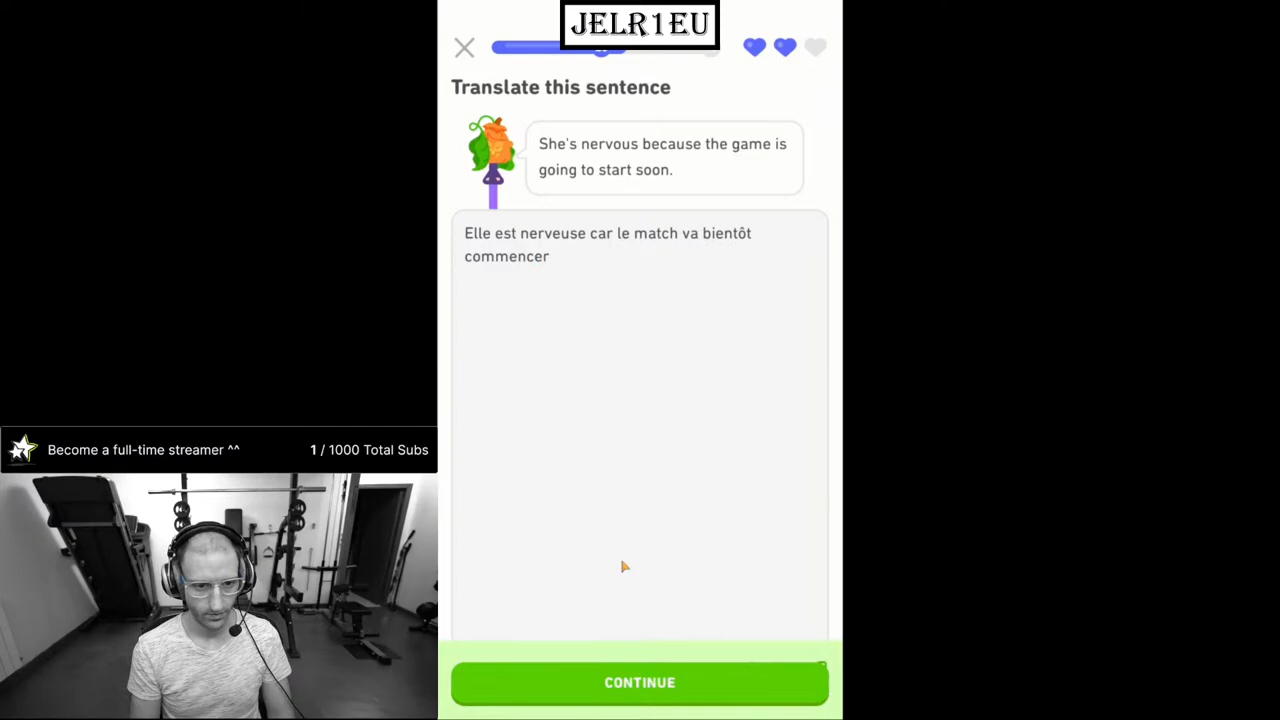 JELR1EU
Translate this sentence
She's nervous because the game is
going to start soon.
Elle est nerveuse car le match va bientôt
commencer
Become a full-time streamer ^^ 1 / 1000 Total Subs
CONTINUE